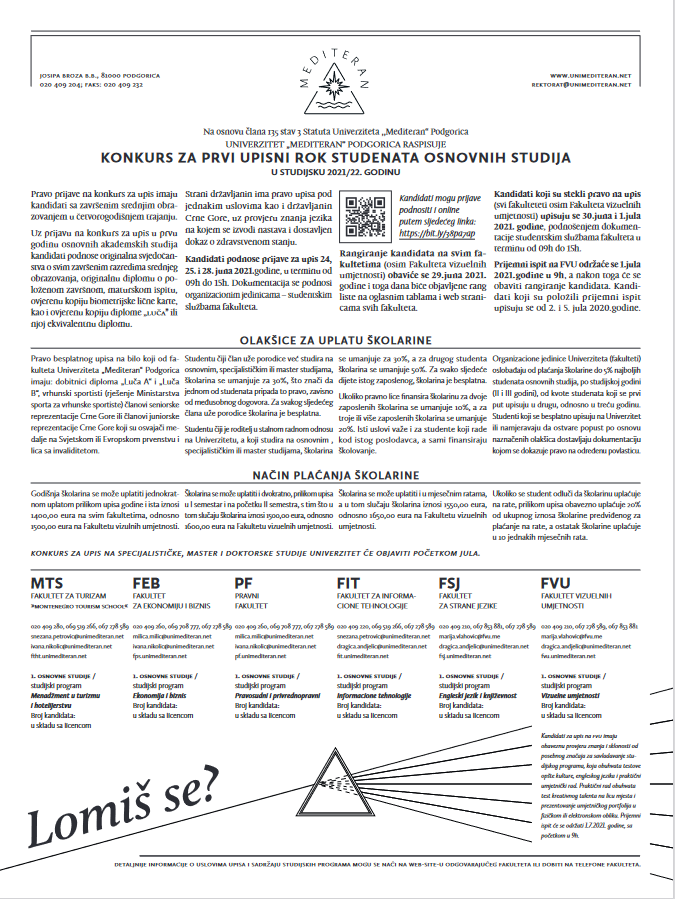 MEDITERAN
JOSIPA BROZA B.B., 81000 PODGORICA
020 409 204; FAKS: 020 409 232
WWW.UNIMEDITERAN.NET
REKTORAT@UNIMEDITERAN.NET
Na osnovu člana 135 stav 3 Statuta Univerziteta „Mediteran” Podgorica
UNIVERZITET „MEDITERAN” PODGORICA RASPISUJE
KONKURS ZA PRVI UPISNI ROK STUDENATA OSNOVNIH STUDIJA
U STUDIJSKU 2021/22. GODINU
Pravo prijave na konkurs za upis imaju
kandidati sa završenim srednjim obra-
zovanjem u četvorogodišnjem trajanju.
Uz prijavu na konkurs za upis u prvu
godinu osnovnih akademskih studija
kandidati podnose originalna svjedočan-
stva o svim završenim razredima srednjeg
obrazovanja, originalnu diplomu o po-
loženom završnom, maturskom ispitu,
ovjerenu kopiju biometrijske lične karte,
kao i ovjerenu kopiju diplome „LUČA” ili
njoj ekvivalentnu diplomu.
Strani državljanin ima pravo upisa pod
jednakim uslovima kao i državljanin
Crne Gore, uz provjeru znanja jezika
na kojem se izvodi nastava i dostavljen
dokaz o zdravstvenom stanju.
Kandidati podnose prijave za upis 24,
25. i 28. juna 2021.godine, u terminu od
09h do 15h. Dokumentacija se podnosi
organizacionim jedinicama – studentskim
službama fakulteta.
Kandidati mogu prijave
podnositi i online
putem sljedećeg linka:
https://bit.ly/38pa7ap
Rangiranje kandidata na svim fa-
kultetima (osim Fakulteta vizuelnih
umjetnosti) obaviće se 29.juna 2021.
godine i toga dana biće objavljene rang
liste na oglasnim tablama i web strani-
cama svih fakulteta.
Kandidati koji su stekli pravo na upis
(svi fakulteti osim Fakulteta vizuelnih
umjetnosti) upisuju se 30.juna i 1.jula
2021. godine, podnošenjem dokumen-
tacije studentskim službama fakulteta u
terminu od 09h do 15h.
Prijemni ispit na FVU održaće se 1.jula
2021.godine u 9h, a nakon toga će se
obaviti rangiranje kandidata. Kandi-
dati koji su položili prijemni ispit
upisuju se od 2. i 5. jula 2020.godine.
OLAKŠICE ZA UPLATU ŠKOLARINE
Pravo besplatnog upisa na bilo koji od fa-
kulteta Univerziteta „Mediteran” Podgorica
imaju: dobitnici diploma „Luča A” i „Luča
B”, vrhunski sportisti (rješenje Ministarstva
sporta za vrhunske sportiste) članovi seniorske
reprezentacije Crne Gore ili članovi juniorske
reprezentacije Crne Gore koji su osvajači me-
dalje na Svjetskom ili Evropskom prvenstvu i
lica sa invaliditetom.
Studentu čiji član uže porodice već studira na
osnovnim, specijalističkim ili master studijama,
školarina se umanjuje za 30%, što znači da
jednom od studenata pripada to pravo, zavisno
od međusobnog dogovora. Za svakog sljedećeg
člana uže porodice školarina je besplatna.
Studentu čiji je roditelj u stalnom radnom odnosu
na Univerzitetu, a koji studira na osnovnim ,
specijalističkim ili master studijama, školarina
se umanjuje za 30%, a za drugog studenta
školarina se umanjuje 50%. Za svako sljedeće
dijete istog zaposlenog, školarina je besplatna.
Ukoliko pravno lice finansira školarinu za dvoje
zaposlenih školarina se umanjuje 10%, a za
troje ili više zaposlenih školarina se umanjuje
20%. Isti uslovi važe i za studente koji rade
kod istog poslodavca, a sami finansiraju
školovanje.
Organizacione jedinice Univerziteta (fakulteti)
oslobađaju od plaćanja školarine do 5% najboljih
studenata osnovnih studija, po studijskoj godini
(II i III godini), od kvote studenata koji se prvi
put upisuju u drugu, odnosno u treću godinu.
Studenti koji se besplatno upisuju na Univerzitet
ili namjeravaju da ostvare popust po osnovu
naznačenih olakšica dostavljaju dokumentaciju
kojom se dokazuje pravo na određenu povlasticu.
NAČIN PLAĆANJA ŠKOLARINE
Godišnja školarina se može uplatiti jednokrat-
nom uplatom prilikom upisa godine i ista iznosi
1400,00 eura na svim fakultetima, odnosno
1500,00 eura na Fakultetu vizuelnih umjetnosti.
Školarina se može uplatiti i dvokratno, prilikom upisa
u I semestar i na početku II semestra, s tim što u
tom slučaju školarina iznosi 1500,00 eura, odnosno
1600,00 eura na Fakultetu vizuelnih umjetnosti.
Školarina se može uplatiti i u mjesečnim ratama,
a u tom slučaju školarina iznosi 1550,00 eura,
odnosno 1650,00 eura na Fakultetu vizuelnih
umjetnosti.
Ukoliko se student odluči da školarinu uplaćuje
na rate, prilikom upisa obavezno uplaćuje 20%
od ukupnog iznosa školarine predviđenog za
plaćanje na rate, a ostatak školarine uplaćuje
u 10 jednakih mjesečnih rata.
KONKURS ZA UPIS NA SPECIJALISTIČKE, MASTER I DOKTORSKE STUDIJE UNIVERZITET ĆE OBJAVITI POČETKOM JULA.
MTS
FAKULTET ZA TURIZAM
»MONTENEGRO TOURISM SCHOOL«
020 409 280, 069 519 266, 067 278 589
snezana.petrovic@unimediteran.net
ivana.nikolic@unimediteran.net
ftht.unimediteran.net
1. OSNOVNE STUDIJE /
studijski program
Menadžment u turizmu
i hotelijerstvu
Broj kandidata:
u skladu sa licencom
FEB
FAKULTET
ZA EKONOMIJU I BIZNIS
020 409 260, 069 708 777, 067 278 589
milica.milic@unimediteran.net
ivana.nikolic@unimediteran.net
fps.unimediteran.net
1. OSNOVNE STUDIJE /
studijski program
Ekonomija i biznis
Broj kandidata:
u skladu sa licencom
PF
PRAVNI
FAKULTET
020 409 260, 069 708 777, 067 278 589
milica.milic@unimediteran.net
ivana.nikolic@unimediteran.net
pf.unimediteran.net
1. OSNOVNE STUDIJE /
studijski program
Pravosudni i privrednopravni
Broj kandidata:
u skladu sa licencom
FIT
FAKULTET ZA INFORMA-
CIONE TEHNOLOGIJE
020 409 220, 069 519 266, 067 278 589
snezana.petrovic@unimediteran.net
dragica.andjelic@unimediteran.net
fit.unimediteran.net
1. OSNOVNE STUDIJE /
studijski program
Informacione tehnologije
Broj kandidata:
u skladu sa licencom
FSJ
FAKULTET
ZA STRANE JEZIKE
020 409 210, 067 853 881, 067 278 589
marija.vlahovic@fvu.me
dragica.andjelic@unimediteran.net
fsj.unimediteran.net
1. OSNOVNE STUDIJE /
studijski program
Engleski jezik i književnost
Broj kandidata:
u skladu sa licencom
FVU
FAKULTET VIZUELNIH
UMJETNOSTI
020 409 210, 067 278 589, 067 853 881
marija.vlahovic@fvu.me
dragica.andjelic@unimediteran.net
fvu.unimediteran.net
1. OSNOVNE STUDIJE /
studijski program
Vizuelne umjetnosti
Broj kandidata:
u skladu sa licencom
Kandidati za upis na FVU imaju
obaveznu provjeru znanja i sklonosti od
posebnog značaja za savladavanje stu-
dijskog programa, koja obuhvata testove
opšte kulture, engleskog jezika i praktični
umjetnički rad. Praktični rad obuhvata
test kreativnog talenta na licu mjesta i
prezentovanje umjetničkog portfolija u
fizičkom ili elektronskom obliku. Prijemni
ispit će se održati 1.7.2021. godine, sa
početkom u 9h.
Lomiš se?
DETALJNIJE INFORMACIJE O USLOVIMA UPISA I SADRŽAJU STUDIJSKIH PROGRAMA MOGU SE NAĆI NA WEB-SITE-U ODGOVARAJUĆEG FAKULTETA ILI DOBITI NA TELEFONE FAKULTETA.